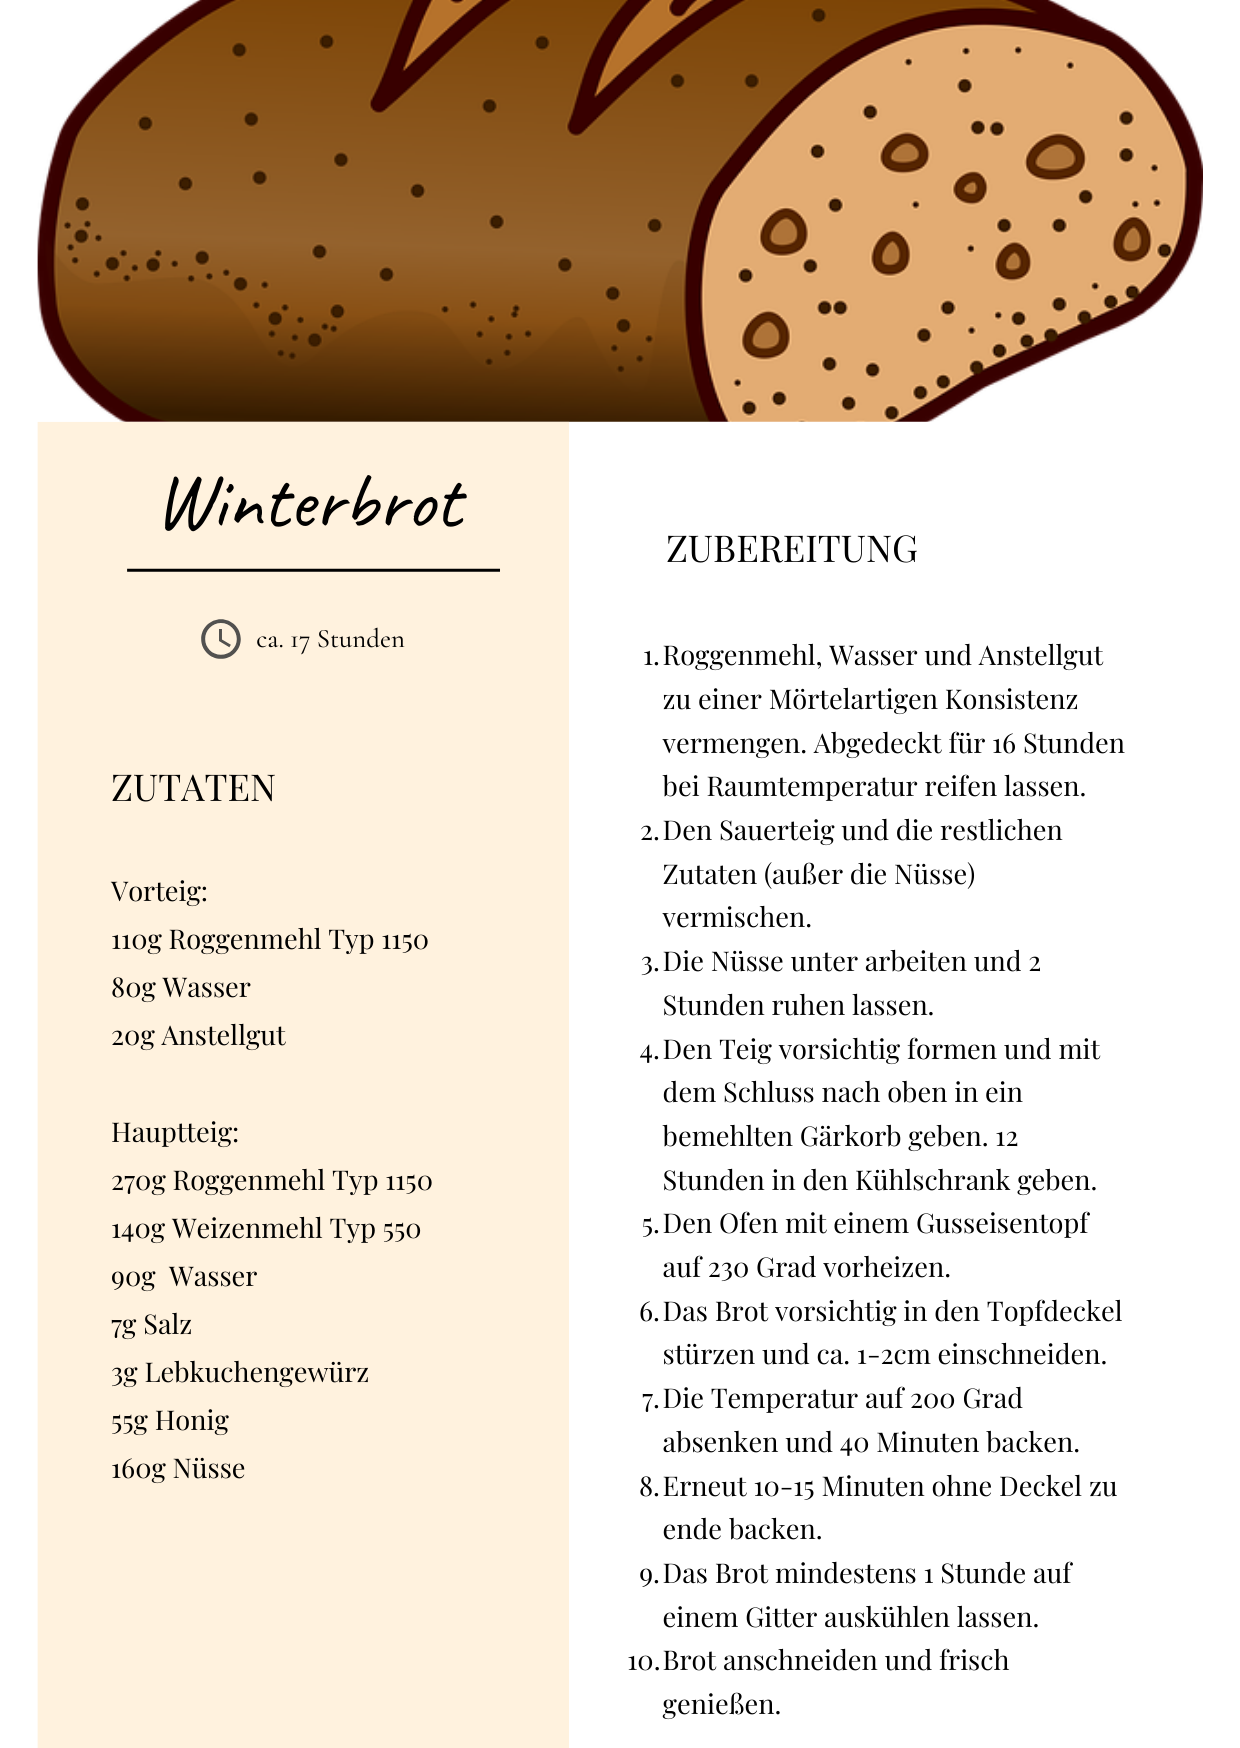 Winterbrot
ca. 17 Stunden
ZUTATEN
Vorteig:
110g Roggenmehl Typ 1150
80g Wasser
20g Anstellgut
Hauptteig:
270g Roggenmehl Typ 1150
140g Weizenmehl Typ 550
90g  Wasser
7g Salz
3g Lebkuchengewürz
55g Honig
160g Nüsse
ZUBEREITUNG
1. Roggenmehl, Wasser und Anstellgut
zu einer Mörtelartigen Konsistenz
vermengen. Abgedeckt für 16 Stunden
bei Raumtemperatur reifen lassen.
2. Den Sauerteig und die restlichen
Zutaten (außer die Nüsse)
vermischen.
3. Die Nüsse unter arbeiten und 2
Stunden ruhen lassen.
4. Den Teig vorsichtig formen und mit
dem Schluss nach oben in ein
bemehlten Gärkorb geben. 12
Stunden in den Kühlschrank geben.
5. Den Ofen mit einem Gusseisentopf
auf 230 Grad vorheizen.
6. Das Brot vorsichtig in den Topfdeckel
stürzen und ca. 1-2cm einschneiden.
7. Die Temperatur auf 200 Grad
absenken und 40 Minuten backen.
8. Erneut 10-15 Minuten ohne Deckel zu
ende backen.
9. Das Brot mindestens 1 Stunde auf
einem Gitter auskühlen lassen.
10. Brot anschneiden und frisch
genießen.